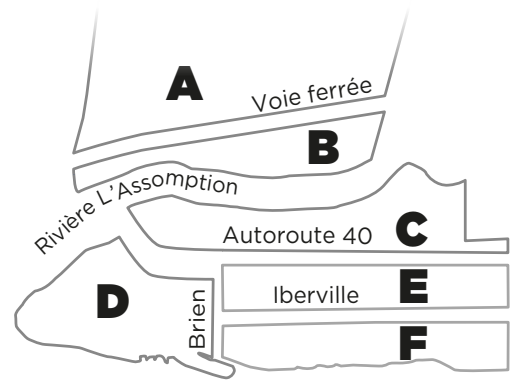 A
Voie ferrée
B
Rivière L'Assomption
C
Autoroute 40
D
Brien
Iberville
E
F